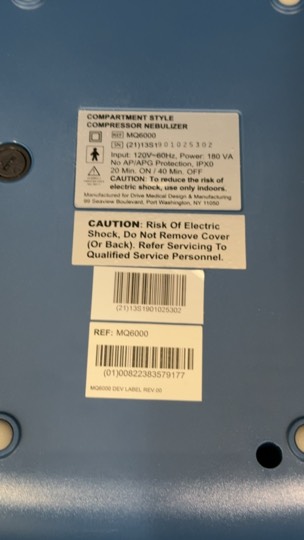 COMPARTMENT STYLE
COMPRESSOR NEBULIZER
REF MQ6000
SN (21)13S1901025302
Input: 120V~60Hz, Power: 180 VA
No AP/APG Protection, IPX0
20 Min. ON / 40 Min. OFF
CAUTION: To reduce the risk of
electric shock, use only indoors.
Manufactured for Drive Medical Design & Manufacturing
99 Seaview Boulevard, Port Washington, NY 11050
CAUTION: Risk Of Electric
Shock, Do Not Remove Cover
(Or Back). Refer Servicing To
Qualified Service Personnel.
(21)13S1901025302
REF: MQ6000
(01)00822383579177
MQ6000 DEV LABEL REV.00